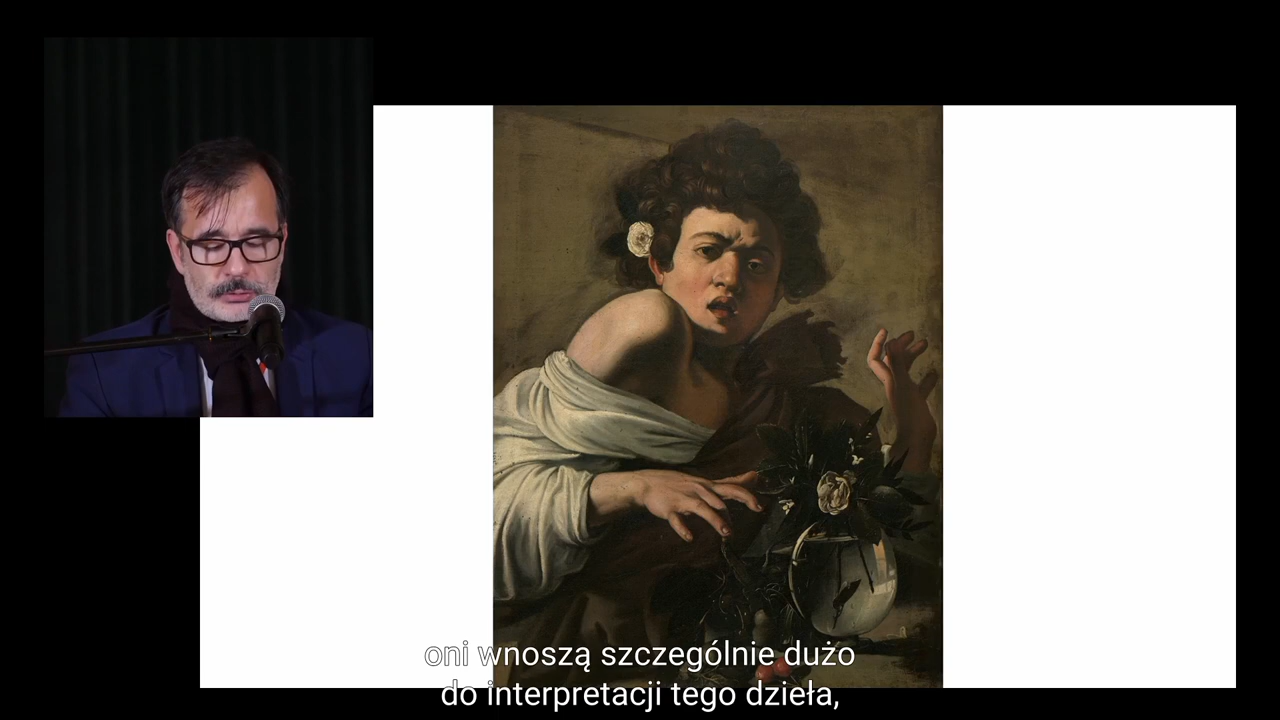 oni wnoszą szczególnie dużo
do interpretacji tego dzieła,